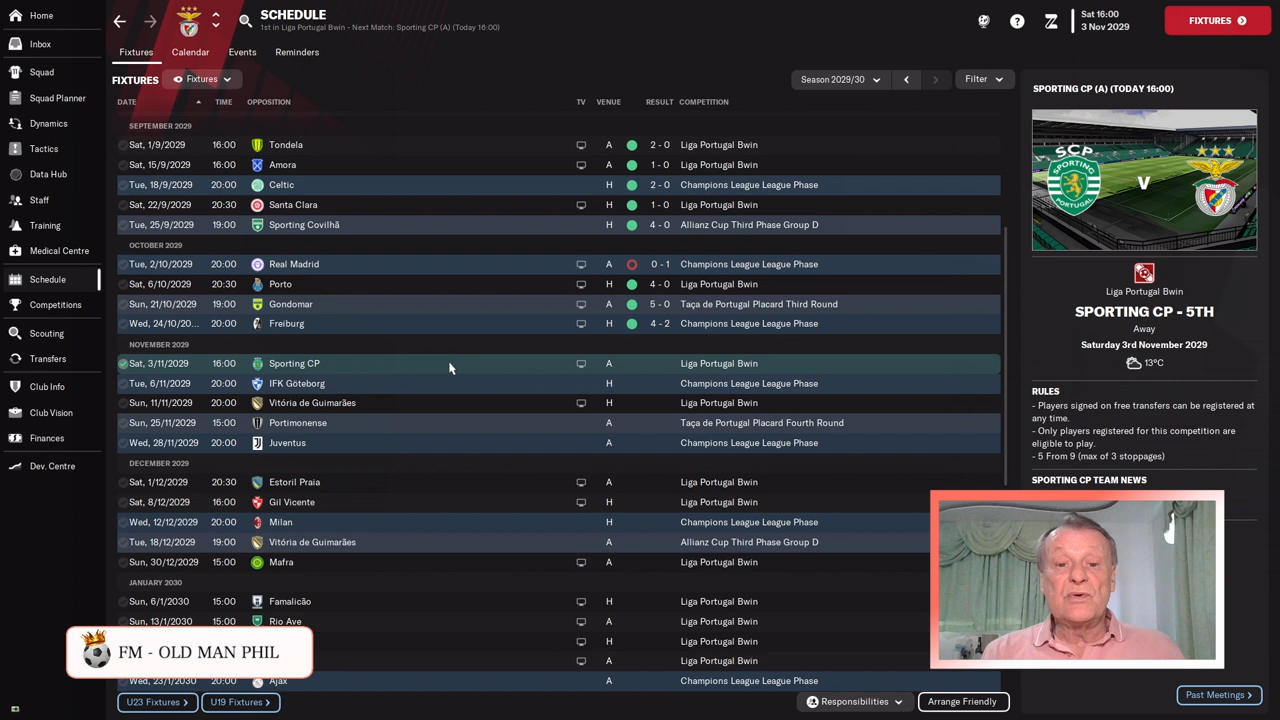 Home
Inbox
Squad
Squad Planner
Dynamics
Tactics
Data Hub
Staff
Training
Medical Centre
Schedule
Competitions
Scouting
Transfers
Club Info
Club Vision
Finances
Dev. Centre
SCHEDULE
1st in Liga Portugal Bwin - Next Match: Sporting CP (A) (Today 16:00)
Sat 16:00
3 Nov 2029
FIXTURES
Fixtures Calendar Events Reminders
FIXTURES Fixtures Season 2029/30 Filter
DATE TIME OPPOSITION TV VENUE RESULT COMPETITION
SEPTEMBER 2029
Sat, 1/9/2029 16:00 Tondela A 2 - 0 Liga Portugal Bwin
Sat, 15/9/2029 16:00 Amora A 1 - 0 Liga Portugal Bwin
Tue, 18/9/2029 20:00 Celtic H 2 - 0 Champions League League Phase
Sat, 22/9/2029 20:30 Santa Clara H 1 - 0 Liga Portugal Bwin
Tue, 25/9/2029 19:00 Sporting Covilhã H 4 - 0 Allianz Cup Third Phase Group D
OCTOBER 2029
Tue, 2/10/2029 20:00 Real Madrid A 0 - 1 Champions League League Phase
Sat, 6/10/2029 20:30 Porto H 4 - 0 Liga Portugal Bwin
Sun, 21/10/2029 19:00 Gondomar A 5 - 0 Taça de Portugal Placard Third Round
Wed, 24/10/20... 20:00 Freiburg H 4 - 2 Champions League League Phase
NOVEMBER 2029
Sat, 3/11/2029 16:00 Sporting CP A Liga Portugal Bwin
Tue, 6/11/2029 20:00 IFK Göteborg H Champions League League Phase
Sun, 11/11/2029 20:00 Vitória de Guimarães H Liga Portugal Bwin
Sun, 25/11/2029 15:00 Portimonense A Taça de Portugal Placard Fourth Round
Wed, 28/11/2029 20:00 Juventus A Champions League League Phase
DECEMBER 2029
Sat, 1/12/2029 20:30 Estoril Praia A Liga Portugal Bwin
Sat, 8/12/2029 16:00 Gil Vicente H Liga Portugal Bwin
Wed, 12/12/2029 20:00 Milan H Champions League League Phase
Tue, 18/12/2029 19:00 Vitória de Guimarães A Allianz Cup Third Phase Group D
Sun, 30/12/2029 15:00 Mafra A Liga Portugal Bwin
JANUARY 2030
Sun, 6/1/2030 15:00 Famalicão H Liga Portugal Bwin
Sun, 13/1/2030 15:00 Rio Ave A Liga Portugal Bwin
H Liga Portugal Bwin
A Liga Portugal Bwin
Wed, 23/1/2030 20:00 Ajax A Champions League League Phase
U23 Fixtures U19 Fixtures Responsibilities Arrange Friendly
SPORTING CP (A) (TODAY 16:00)
SCP
SPORTING
PORTUGAL
V
Liga Portugal Bwin
SPORTING CP - 5TH
Away
Saturday 3rd November 2029
13°C
RULES
- Players signed on free transfers can be registered at
any time.
- Only players registered for this competition are
eligible to play.
- 5 From 9 (max of 3 stoppages)
SPORTING CP TEAM NEWS
Past Meetings
FM - OLD MAN PHIL